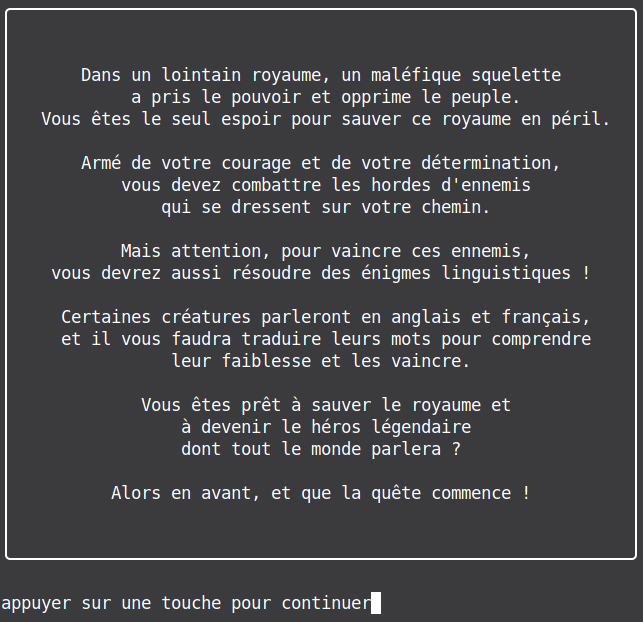 Dans un lointain royaume, un maléfique squelette
a pris le pouvoir et opprime le peuple.
Vous êtes le seul espoir pour sauver ce royaume en péril.
Armé de votre courage et de votre détermination,
vous devez combattre les hordes d'ennemis
qui se dressent sur votre chemin.
Mais attention, pour vaincre ces ennemis,
vous devrez aussi résoudre des énigmes linguistiques !
Certaines créatures parleront en anglais et français,
et il vous faudra traduire leurs mots pour comprendre
leur faiblesse et les vaincre.
Vous êtes prêt à sauver le royaume et
à devenir le héros légendaire
dont tout le monde parlera ?
Alors en avant, et que la quête commence !
appuyer sur une touche pour continuer